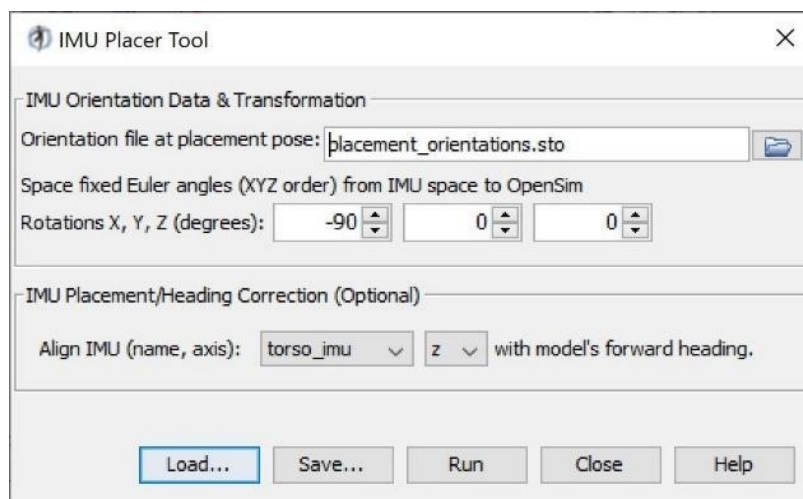 IMU Placer Tool
IMU Orientation Data & Transformation
Orientation file at placement pose: placement_orientations.sto
Space fixed Euler angles (XYZ order) from IMU space to OpenSim
Rotations X, Y, Z (degrees): -90 0 0
IMU Placement/Heading Correction (Optional)
Align IMU (name, axis): torso_imu z with model's forward heading.
Load... Save... Run Close Help